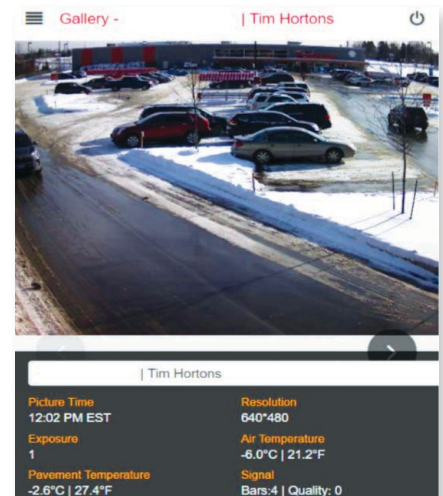 Gallery - | Tim Hortons
| Tim Hortons
Picture Time
12:02 PM EST
Resolution
640*480
Exposure
1
Air Temperature
-6.0°C | 21.2°F
Pavement Temperature
-2.6°C | 27.4°F
Signal
Bars:4 | Quality: 0